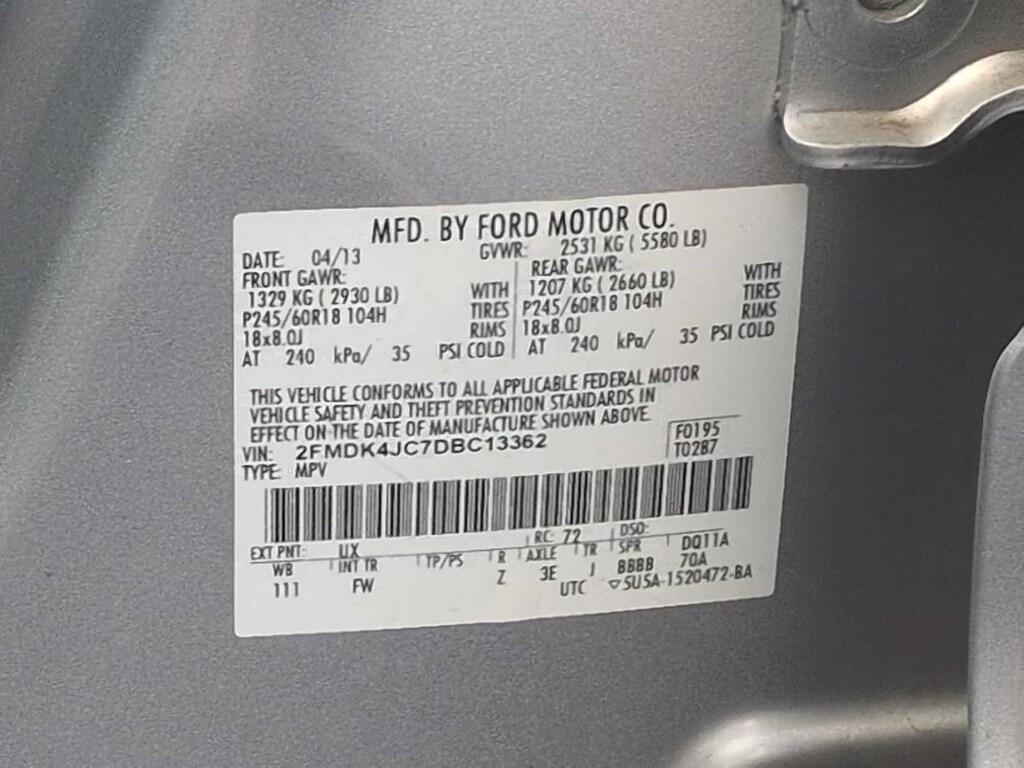 MFD. BY FORD MOTOR CO.
DATE: 04/13 GVWR: 2531 KG ( 5580 LB)
FRONT GAWR: REAR GAWR:
1329 KG ( 2930 LB) WITH 1207 KG ( 2660 LB) WITH
P245/60R18 104H TIRES P245/60R18 104H TIRES
18x8.0J RIMS 18x8.0J RIMS
AT 240 kPa/ 35 PSI COLD AT 240 kPa/ 35 PSI COLD
THIS VEHICLE CONFORMS TO ALL APPLICABLE FEDERAL MOTOR
VEHICLE SAFETY AND THEFT PREVENTION STANDARDS IN
EFFECT ON THE DATE OF MANUFACTURE SHOWN ABOVE.
VIN: 2FMDK4JC7DBC13362 F0195
TYPE: MPV T0287
EXT PNT: UX RC: 72 DSO:
WB INT TR TP/PS R AXLE TR SPR DQ11A
111 FW Z 3E J BBBB 70A
UTC ▽5U5A-1520472-BA